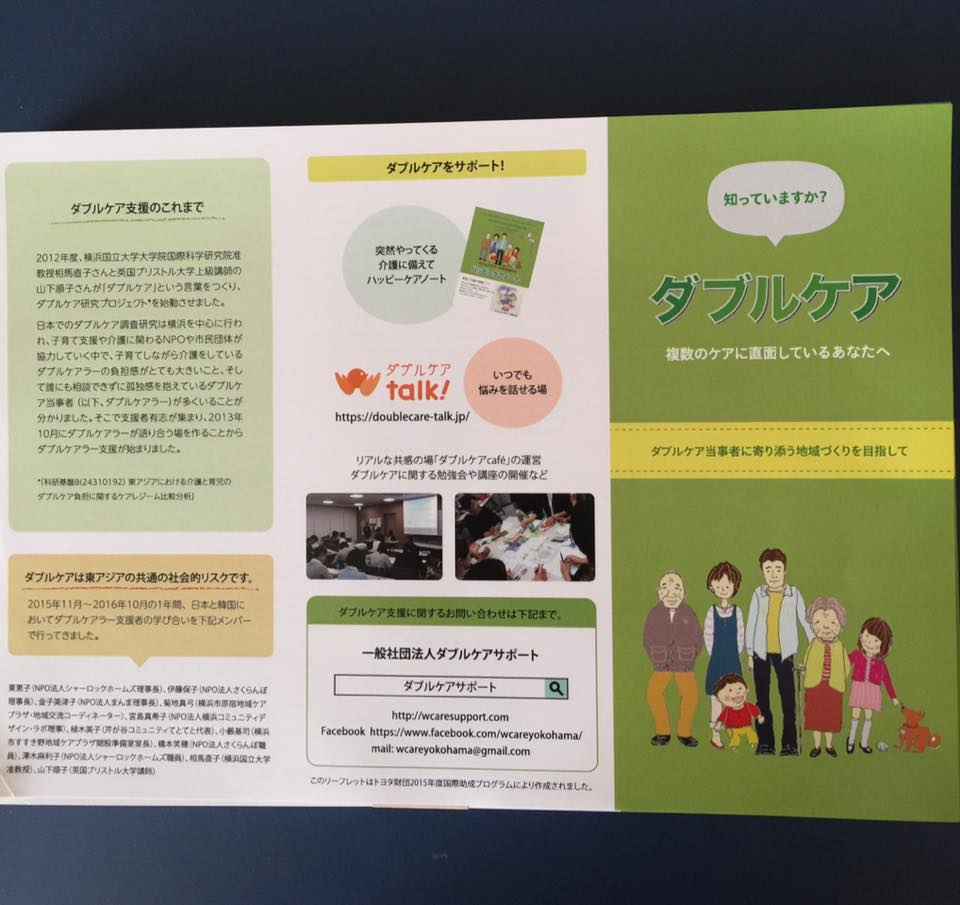 ダブルケア支援のこれまで
2012年度、横浜国立大学大学院国際科学研究院准
教授相馬直子さんと英国ブリストル大学上級講師の
山下順子さんが「ダブルケア」という言葉をつくり、
ダブルケア研究プロジェクト*を始動させました。
日本でのダブルケア調査研究は横浜を中心に行わ
れ、子育て支援や介護に関わるNPOや市民団体が
協力していく中で、子育てしながら介護をしている
ダブルケアラーの負担感がとても大きいこと、そし
て誰にも相談できずに孤独感を抱えているダブルケ
ア当事者（以下、ダブルケアラー）が多くいることが
分かりました。そこで支援者有志が集まり、2013年
10月にダブルケアラーが語り合う場を作ることから
ダブルケアラー支援が始まりました。
*「科研基盤B(24310192) 東アジアにおける介護と育児の
ダブルケア負担に関するケアレジーム比較分析」
ダブルケアは東アジアの共通の社会的リスクです。
2015年11月～2016年10月の1年間、日本と韓国に
おいてダブルケアラー支援者の学び合いを下記メンバー
で行ってきました。
東恵子（NPO法人シャーロックホームズ理事長）、伊藤保子（NPO法人さくらんぼ
理事長）、金子美津子（NPO法人まんま理事長）、菊地真弓（横浜市原宿地域ケア
プラザ・地域交流コーディネーター）、宮島真希子（NPO法人横浜コミュニティデ
ザイン・ラボ理事）、植木美子（芹が谷コミュニティてとてと代表）、小薮基司（横浜
市すすき野地域ケアプラザ開設準備室室長）、橋本笑穂（NPO法人さくらんぼ職
員）、澤木麻利子（NPO法人シャーロックホームズ職員）、相馬直子（横浜国立大学
准教授）、山下順子（英国ブリストル大学講師）
ダブルケアをサポート！
突然やってくる
介護に備えて
ハッピーケアノート
ダブルケア
talk!
https://doublecare-talk.jp/
いつでも
悩みを話せる場
リアルな共感の場「ダブルケアcafé」の運営
ダブルケアに関する勉強会や講座の開催など
ダブルケア支援に関するお問い合わせは下記まで。
一般社団法人ダブルケアサポート
ダブルケアサポート
http://wcaresupport.com
Facebook https://www.facebook.com/wcareyokohama/
mail: wcareyokohama@gmail.com
このリーフレットはトヨタ財団2015年度国際助成プログラムにより作成されました。
知っていますか？
ダブルケア
複数のケアに直面しているあなたへ
ダブルケア当事者に寄り添う地域づくりを目指して